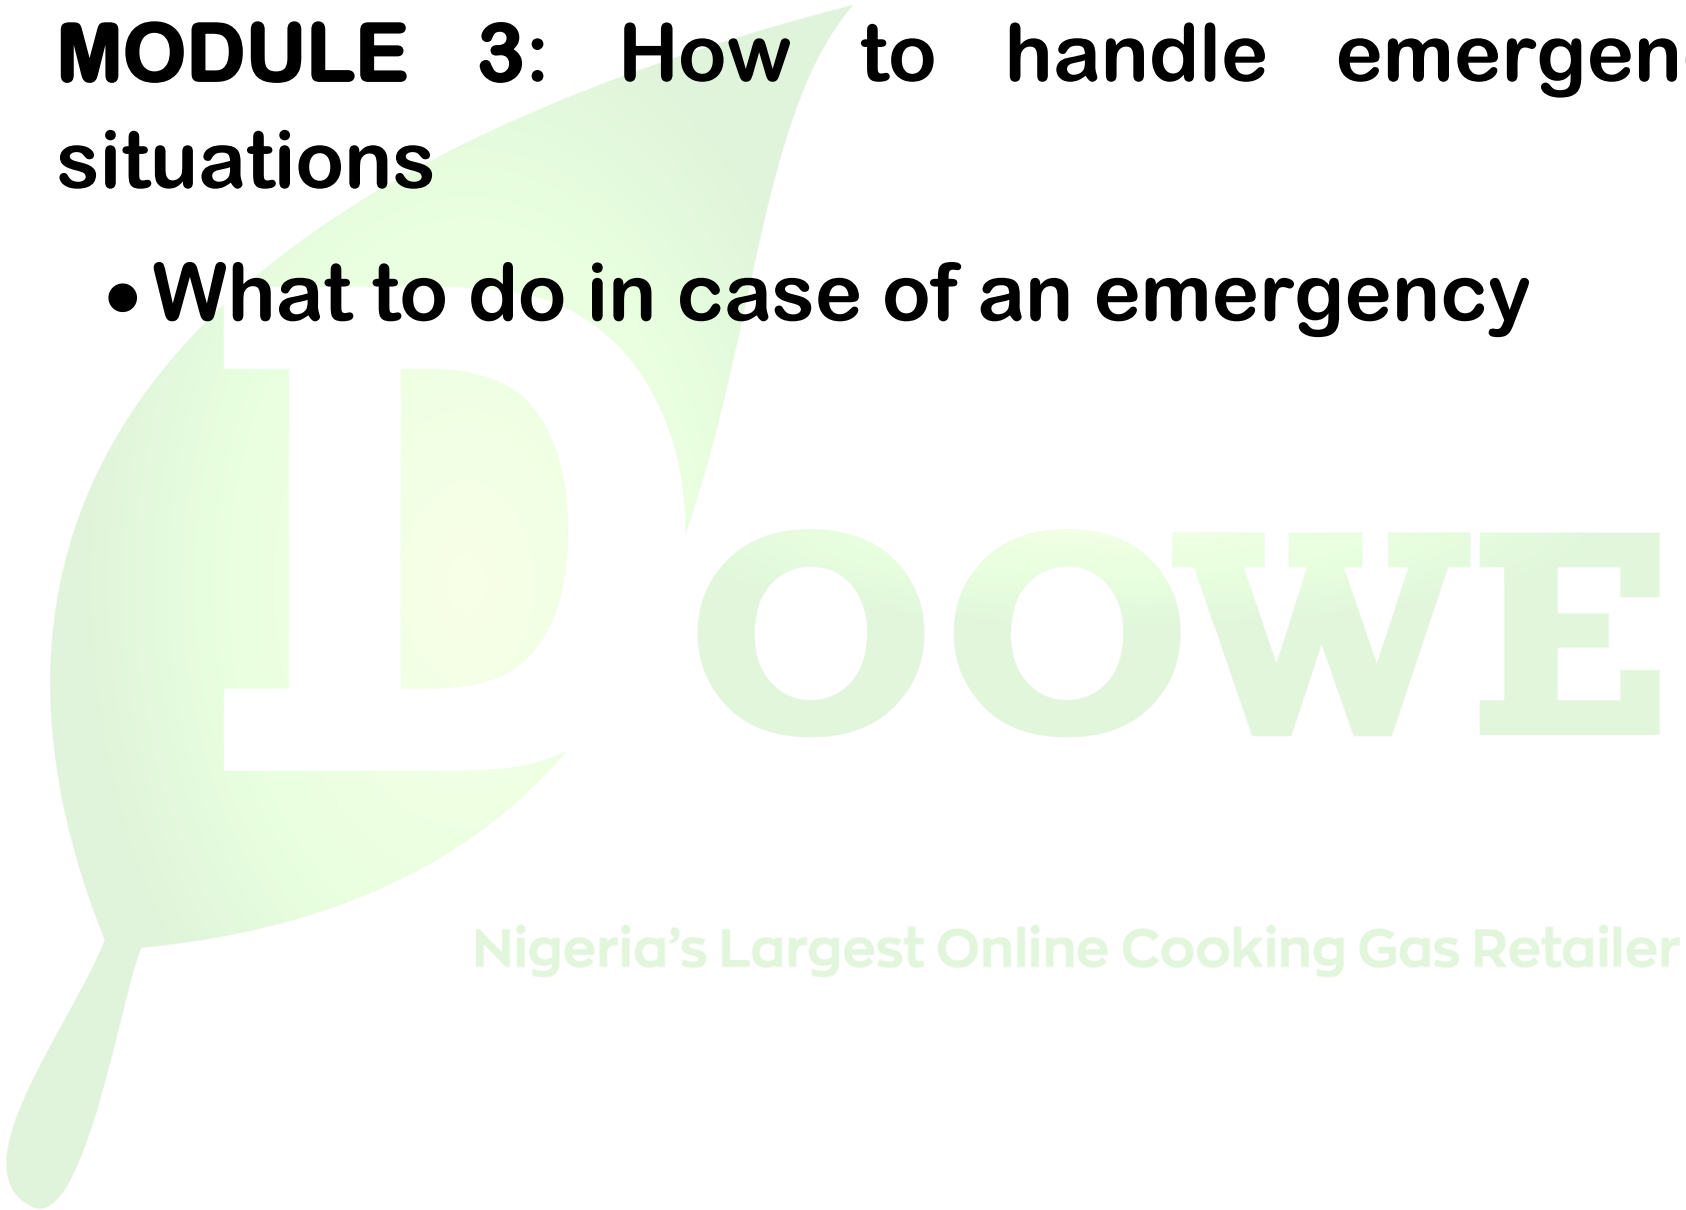 MODULE 3: How to handle emergen
situations
• What to do in case of an emergency
DOOWE
Nigeria's Largest Online Cooking Gas Retailer